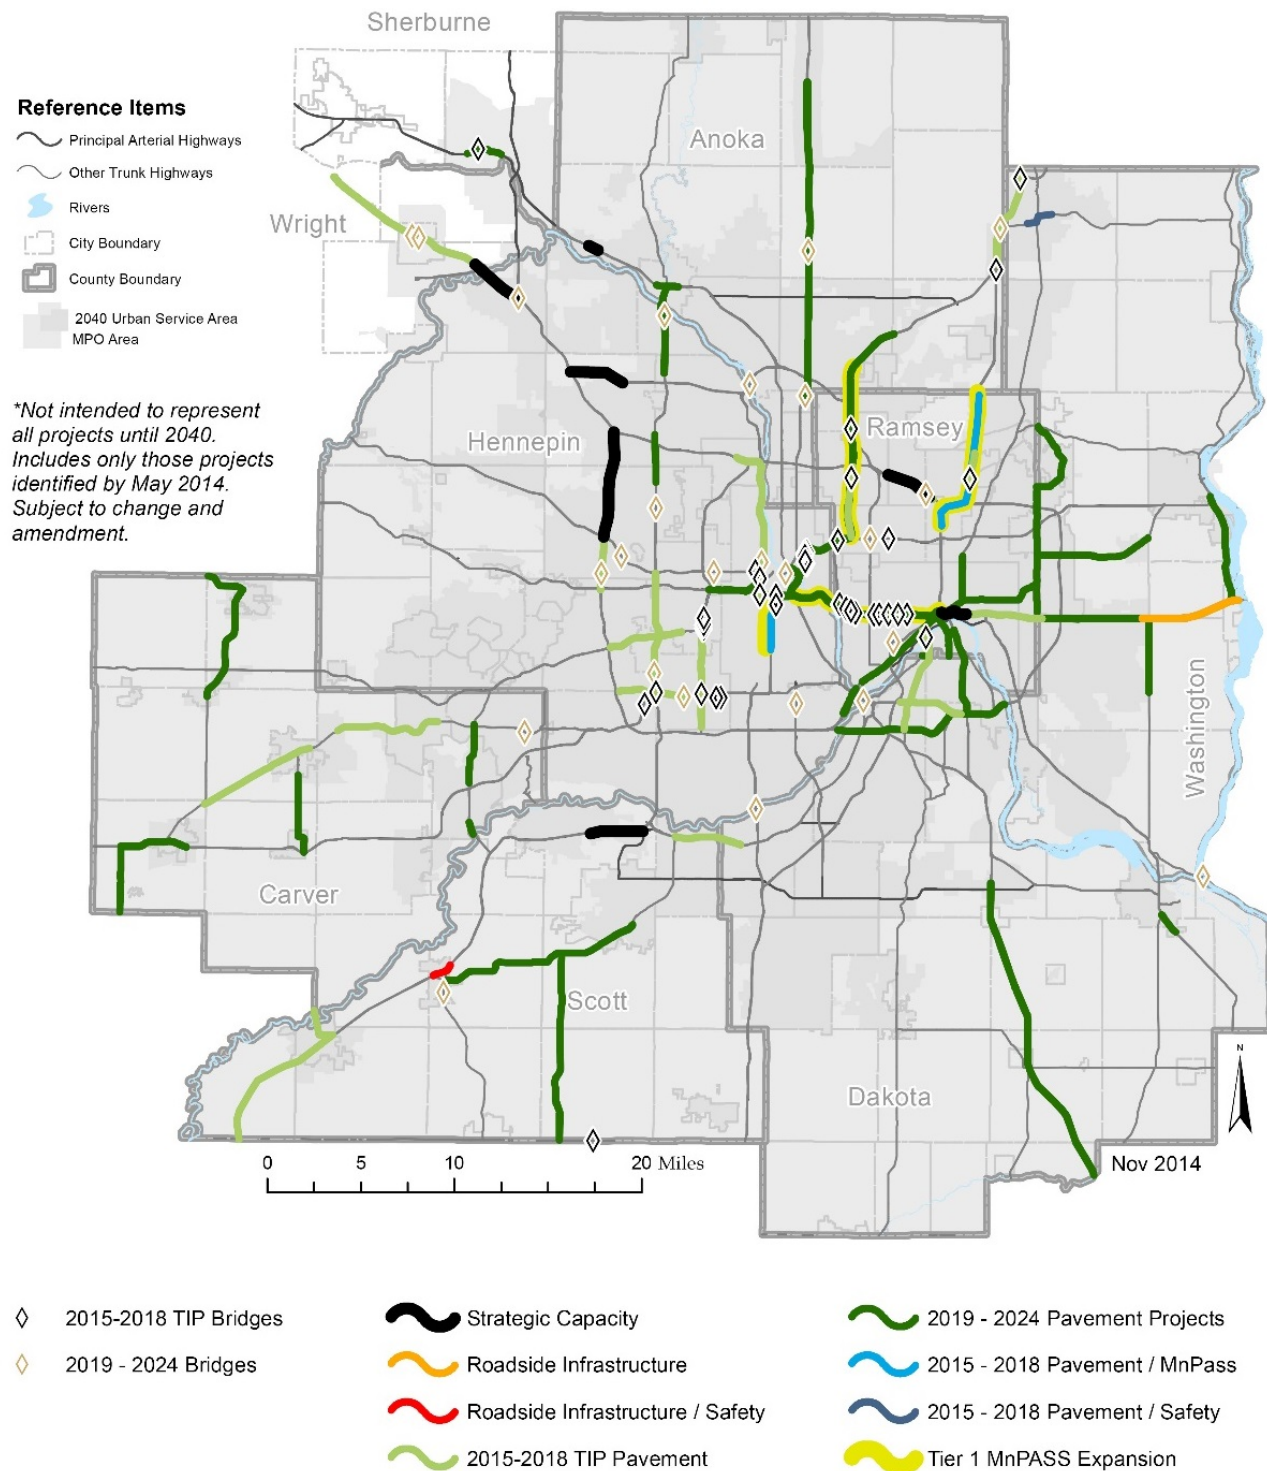 Sherburne
Reference Items
Principal Arterial Highways
Other Trunk Highways
Rivers
City Boundary
County Boundary
2040 Urban Service Area
MPO Area
Anoka
Wright
*Not intended to represent
all projects until 2040.
Includes only those projects
identified by May 2014.
Subject to change and
amendment.
Hennepin
Ramsey
Washington
Carver
Scott
Dakota
N
0 5 10 20 Miles
Nov 2014
2015-2018 TIP Bridges
2019 - 2024 Bridges
Strategic Capacity
Roadside Infrastructure
Roadside Infrastructure / Safety
2015-2018 TIP Pavement
2019 - 2024 Pavement Projects
2015 - 2018 Pavement / MnPass
2015 - 2018 Pavement / Safety
Tier 1 MnPASS Expansion